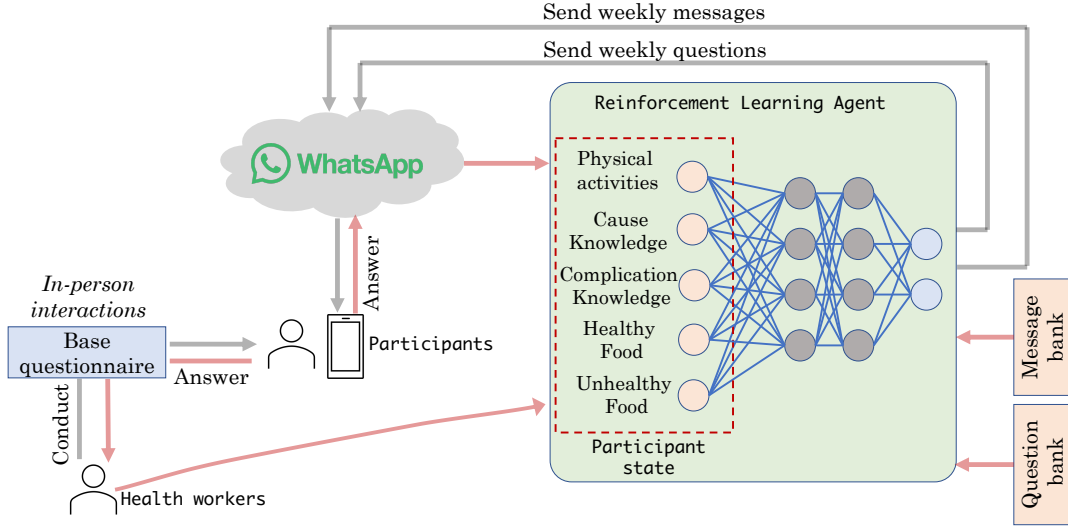 Send weekly messages
Send weekly questions
Reinforcement Learning Agent
WhatsApp
Physical
activities
Cause
Knowledge
Complication
Knowledge
Healthy
Food
Unhealthy
Food
Participant
state
Answer
In-person
interactions
Base
questionnaire
Answer
Participants
Conduct
Health workers
Message
bank
Question
bank